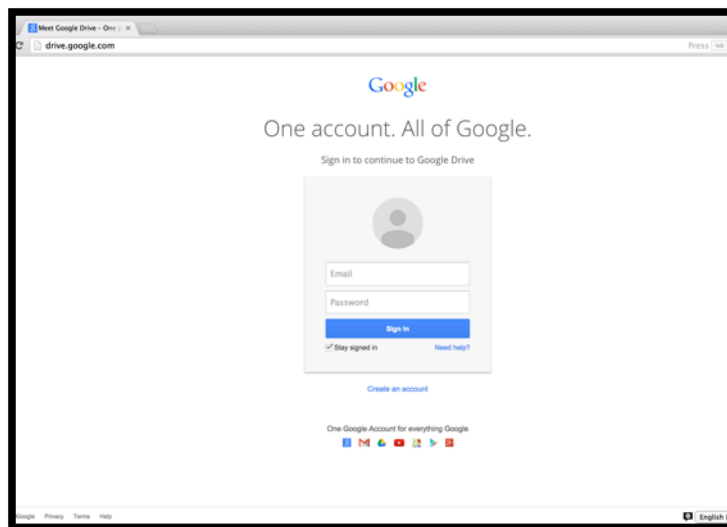 Meet Google Drive – One p
drive.google.com Press
Google
One account. All of Google.
Sign in to continue to Google Drive
Email
Password
Sign in
Stay signed in Need help?
Create an account
One Google Account for everything Google
Google Privacy Terms Help English